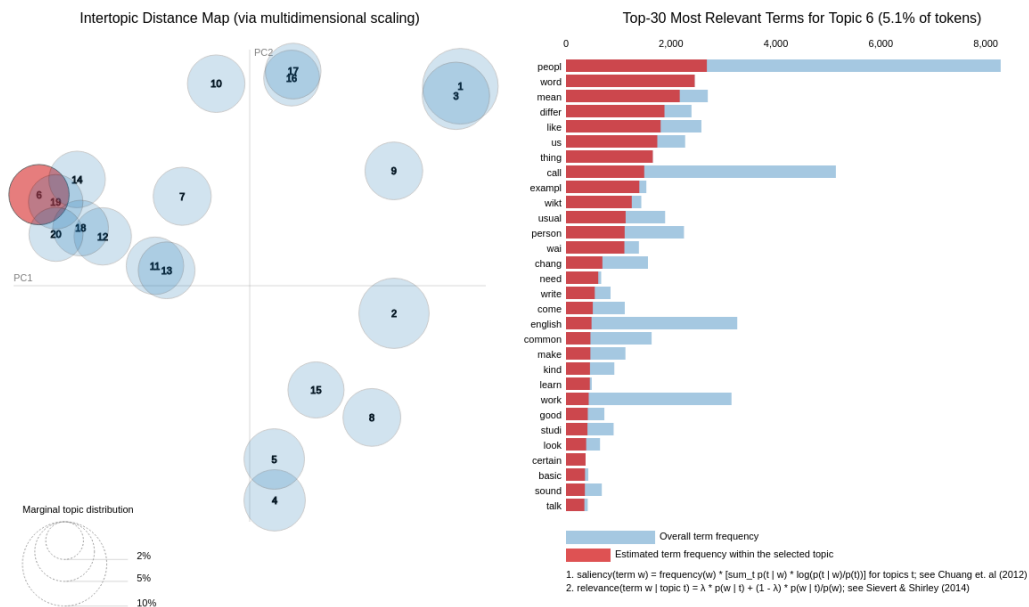 Intertopic Distance Map (via multidimensional scaling)
PC2
PC1
17
16
10
1
3
9
14
6
19
7
20
18
12
11
13
2
15
8
5
4
Marginal topic distribution
2%
5%
10%
Top-30 Most Relevant Terms for Topic 6 (5.1% of tokens)
0 2,000 4,000 6,000 8,000
peopl
word
mean
differ
like
us
thing
call
exampl
wikt
usual
person
wai
chang
need
write
come
english
common
make
kind
learn
work
good
studi
look
certain
basic
sound
talk
Overall term frequency
Estimated term frequency within the selected topic
1. saliency(term w) = frequency(w) * [sum_t p(t | w) * log(p(t | w)/p(t))] for topics t; see Chuang et. al (2012)
2. relevance(term w | topic t) = λ * p(w | t) + (1 - λ) * p(w | t)/p(w); see Sievert & Shirley (2014)